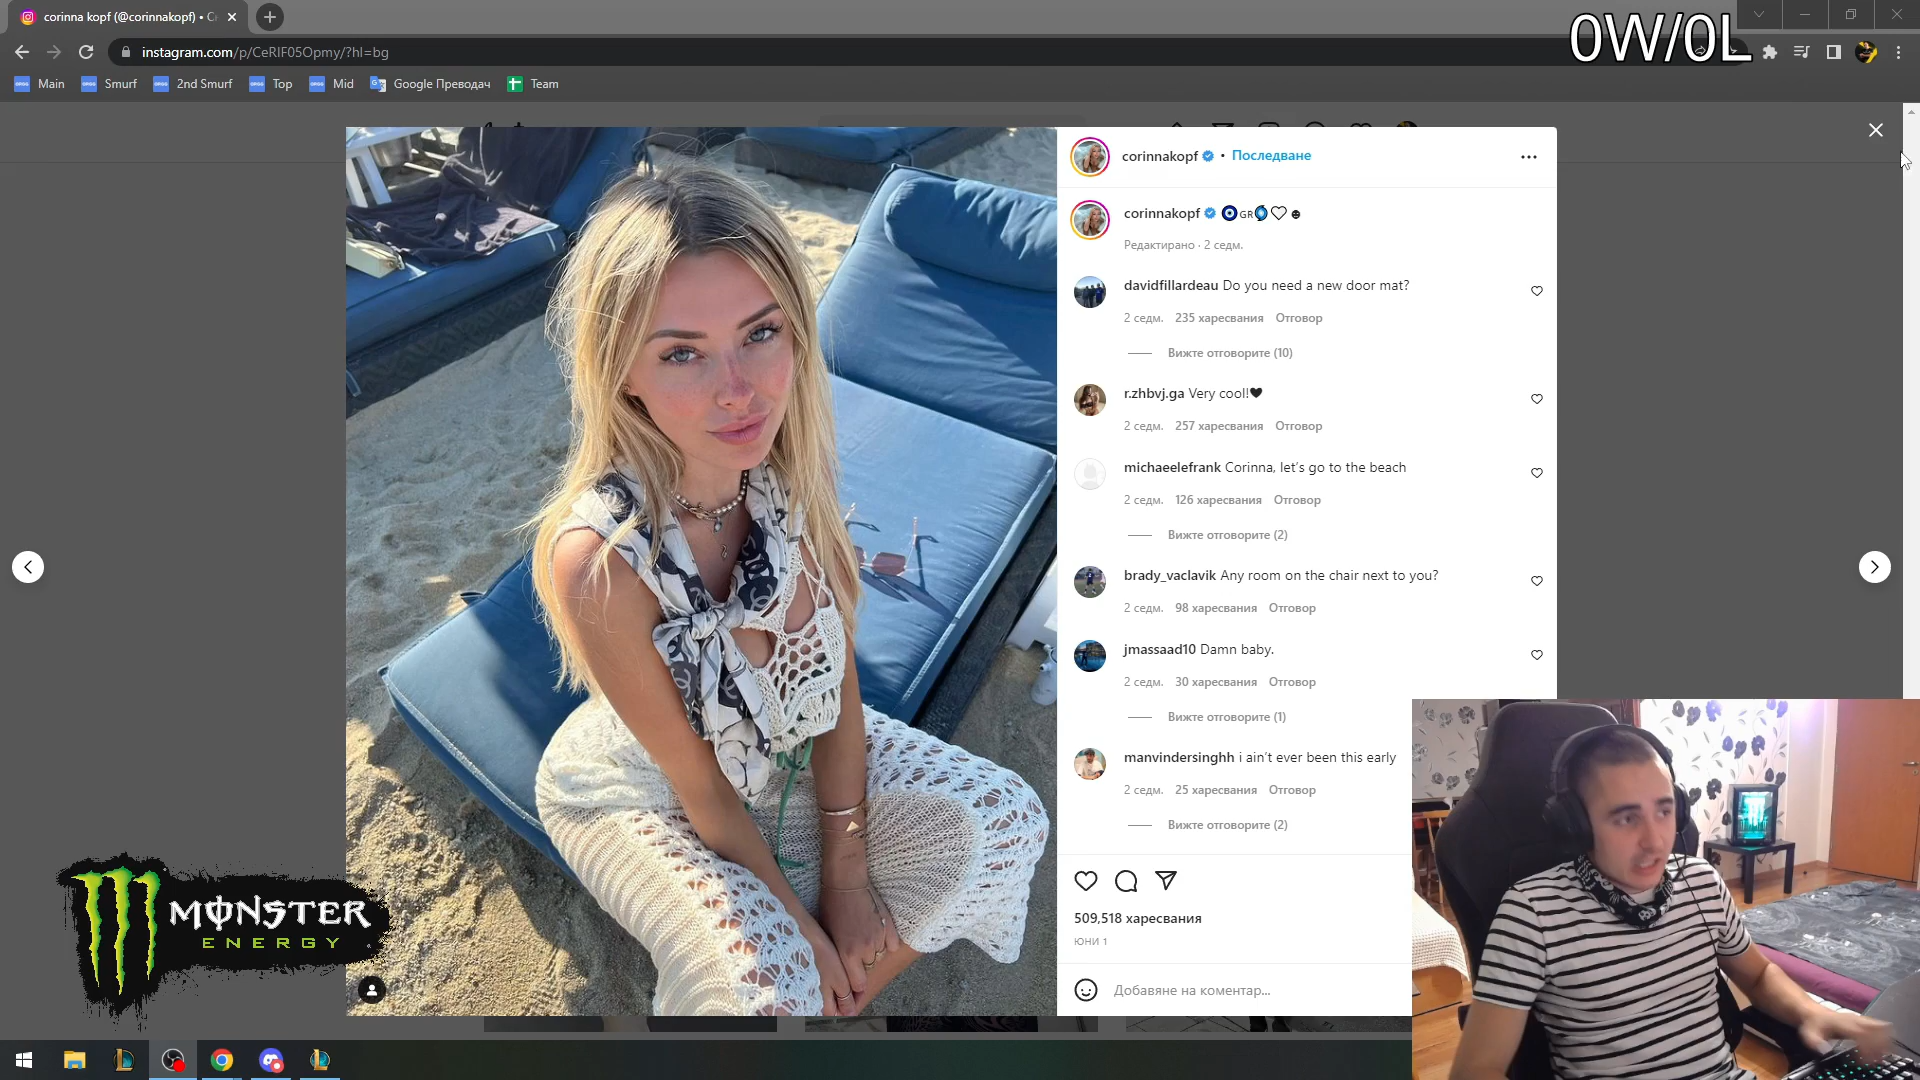 corinna kopf (@corinnakopf) •
0W/0L
instagram.com/p/CeRIF05Opmy/?hl=bg
Main
Smurf
2nd Smurf
Top
Mid
Google Преводач
Team
corinnakopf • Последване
corinnakopf GR
Редактирано · 2 седм.
davidfillardeau Do you need a new door mat?
2 седм. 235 харесвания Отговор
Вижте отговорите (10)
r.zhbvj.ga Very cool!🖤
2 седм. 257 харесвания Отговор
michaeelefrank Corinna, let's go to the beach
2 седм. 126 харесвания Отговор
Вижте отговорите (2)
brady_vaclavik Any room on the chair next to you?
2 седм. 98 харесвания Отговор
jmassaad10 Damn baby.
2 седм. 30 харесвания Отговор
Вижте отговорите (1)
manvindersinghh i ain't ever been this early
2 седм. 25 харесвания Отговор
Вижте отговорите (2)
509,518 харесвания
ЮНИ 1
Добавяне на коментар...
MONSTER
ENERGY